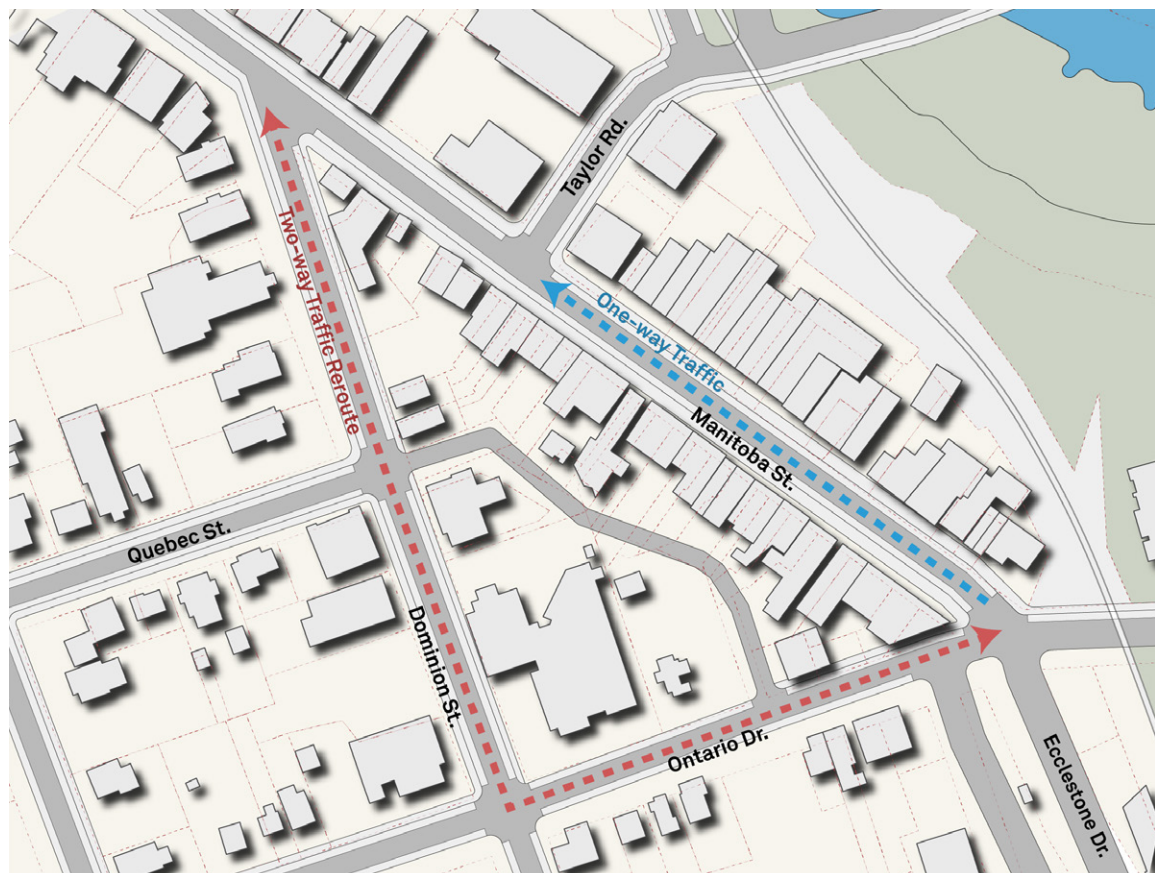 Taylor Rd.
Two-way Traffic Reroute
One-way Traffic
Manitoba St.
Quebec St.
Dominion St.
Ontario Dr.
Ecclestone Dr.